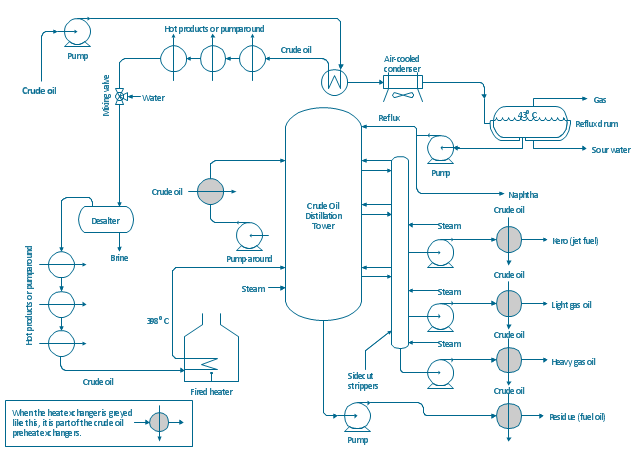 Hot products or pumparound
Pump
Crude oil
Air-cooled
condenser
Crude oil
Mixing valve
Water
Gas
43° C
Reflux drum
Reflux
Pump
Sour water
Crude oil
Crude Oil
Distillation
Tower
Naphtha
Crude oil
Desalter
Steam
Kero (jet fuel)
Brine
Pump around
Crude oil
Hot products or pumparound
Steam
Steam
Light gas oil
398° C
Crude oil
Steam
Heavy gas oil
Crude oil
Sidecut
strippers
Fired heater
Crude oil
When the heat exchanger is greyed
like this, it is part of the crude oil
preheat exchangers.
Pump
Residue (fuel oil)